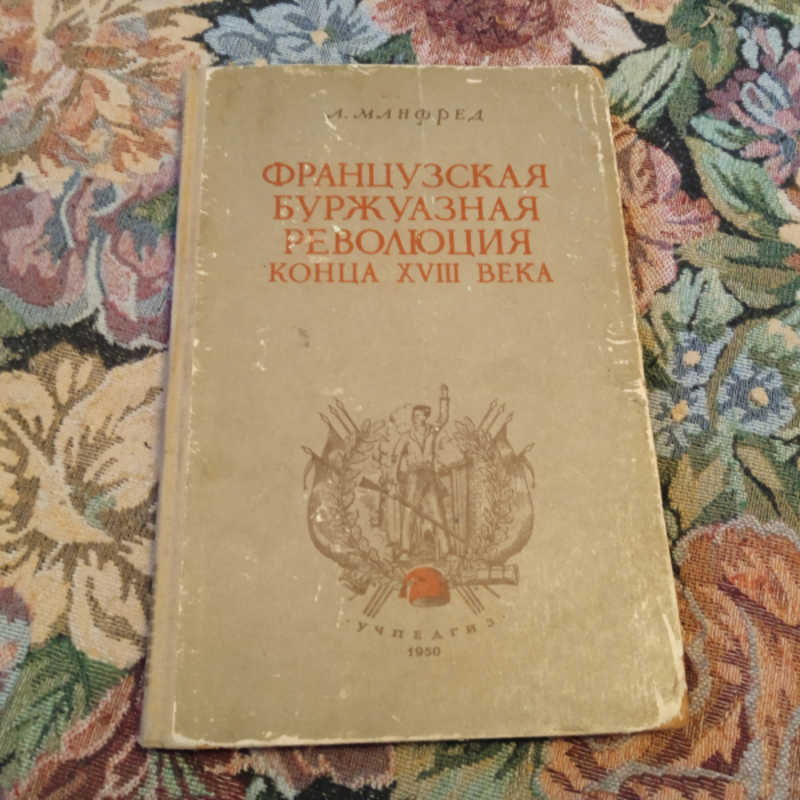 А. МАНФРЕД
ФРАНЦУЗСКАЯ
БУРЖУАЗНАЯ
РЕВОЛЮЦИЯ
КОНЦА XVIII ВЕКА
· УЧПЕДГИЗ ·
1950